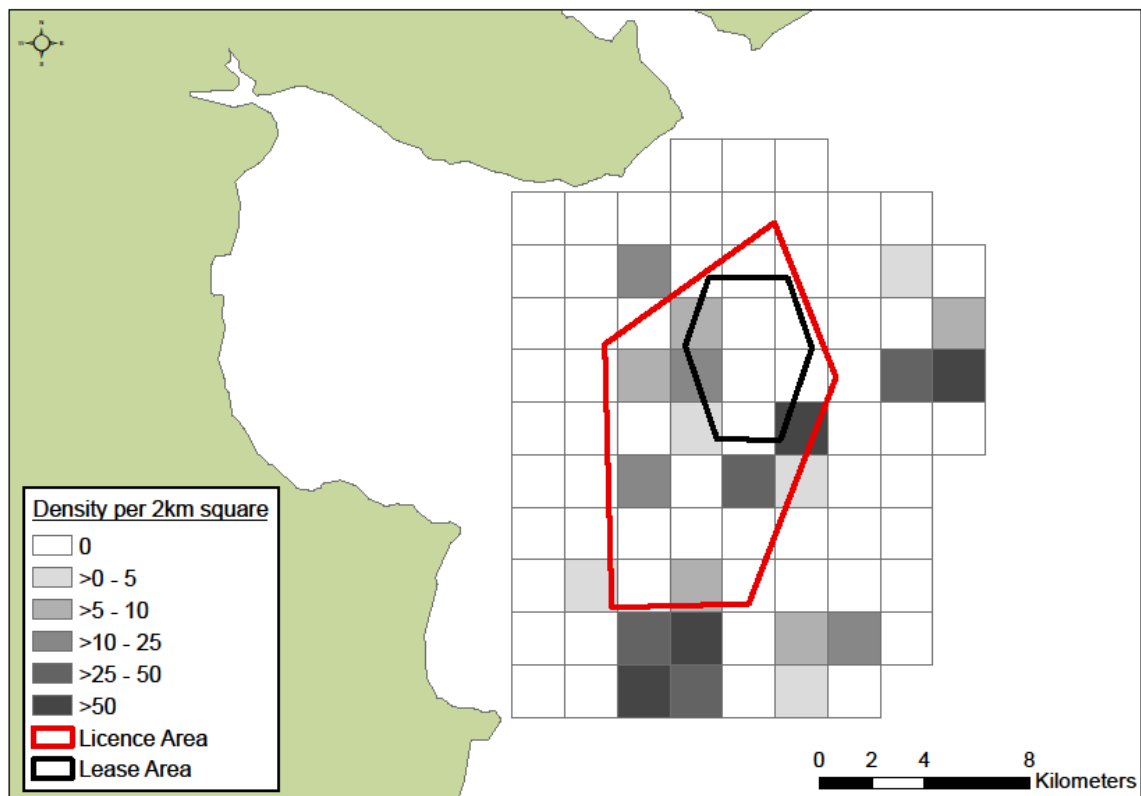 N
E
S
Density per 2km square
0
>0 - 5
>5 - 10
>10 - 25
>25 - 50
>50
Licence Area
Lease Area
0 2 4 8
Kilometers